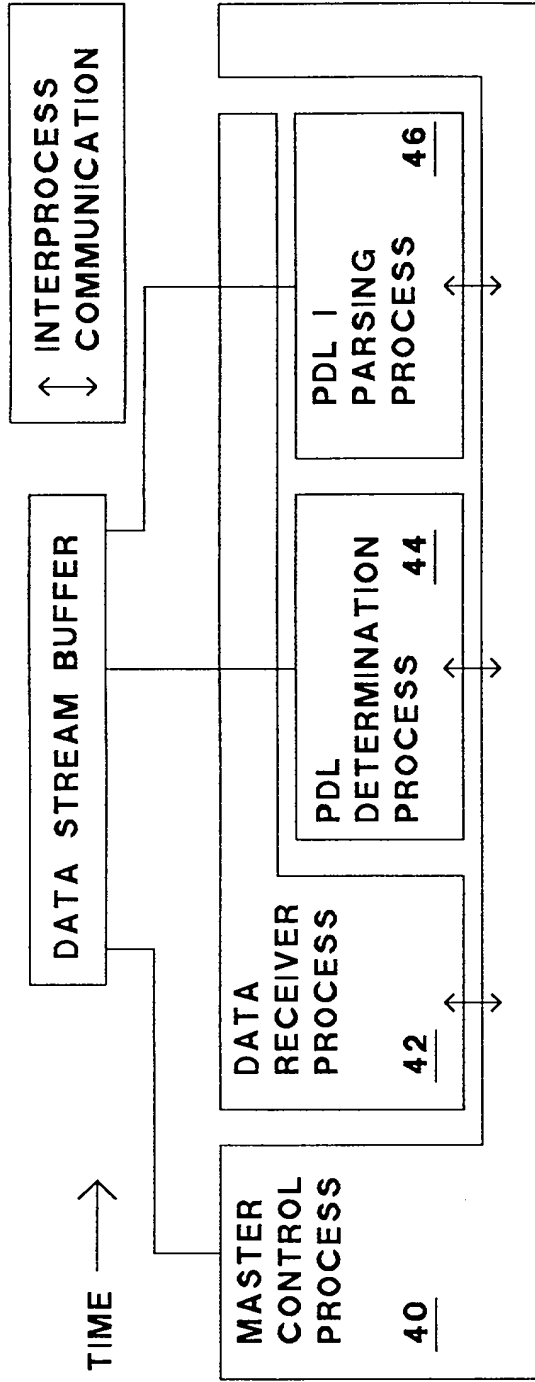 TIME
DATA STREAM BUFFER
INTERPROCESS
COMMUNICATION
MASTER
CONTROL
PROCESS
40
DATA
RECEIVER
PROCESS
42
PDL
DETERMINATION
PROCESS
44
PDL I
PARSING
PROCESS
46